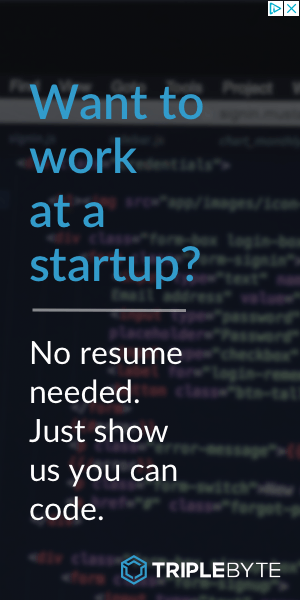 Want to
work
at a
startup?
No resume
needed.
Just show
us you can
code.
TRIPLEBYTE